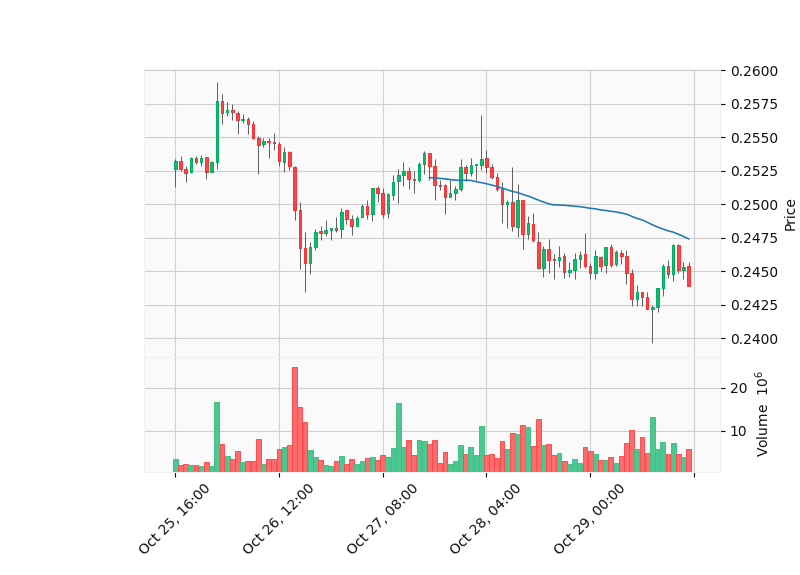 0.2600
0.2575
0.2550
0.2525
0.2500
0.2475
0.2450
0.2425
0.2400
Price
20
10
Volume 10⁶
Oct 25, 16:00
Oct 26, 12:00
Oct 27, 08:00
Oct 28, 04:00
Oct 29, 00:00